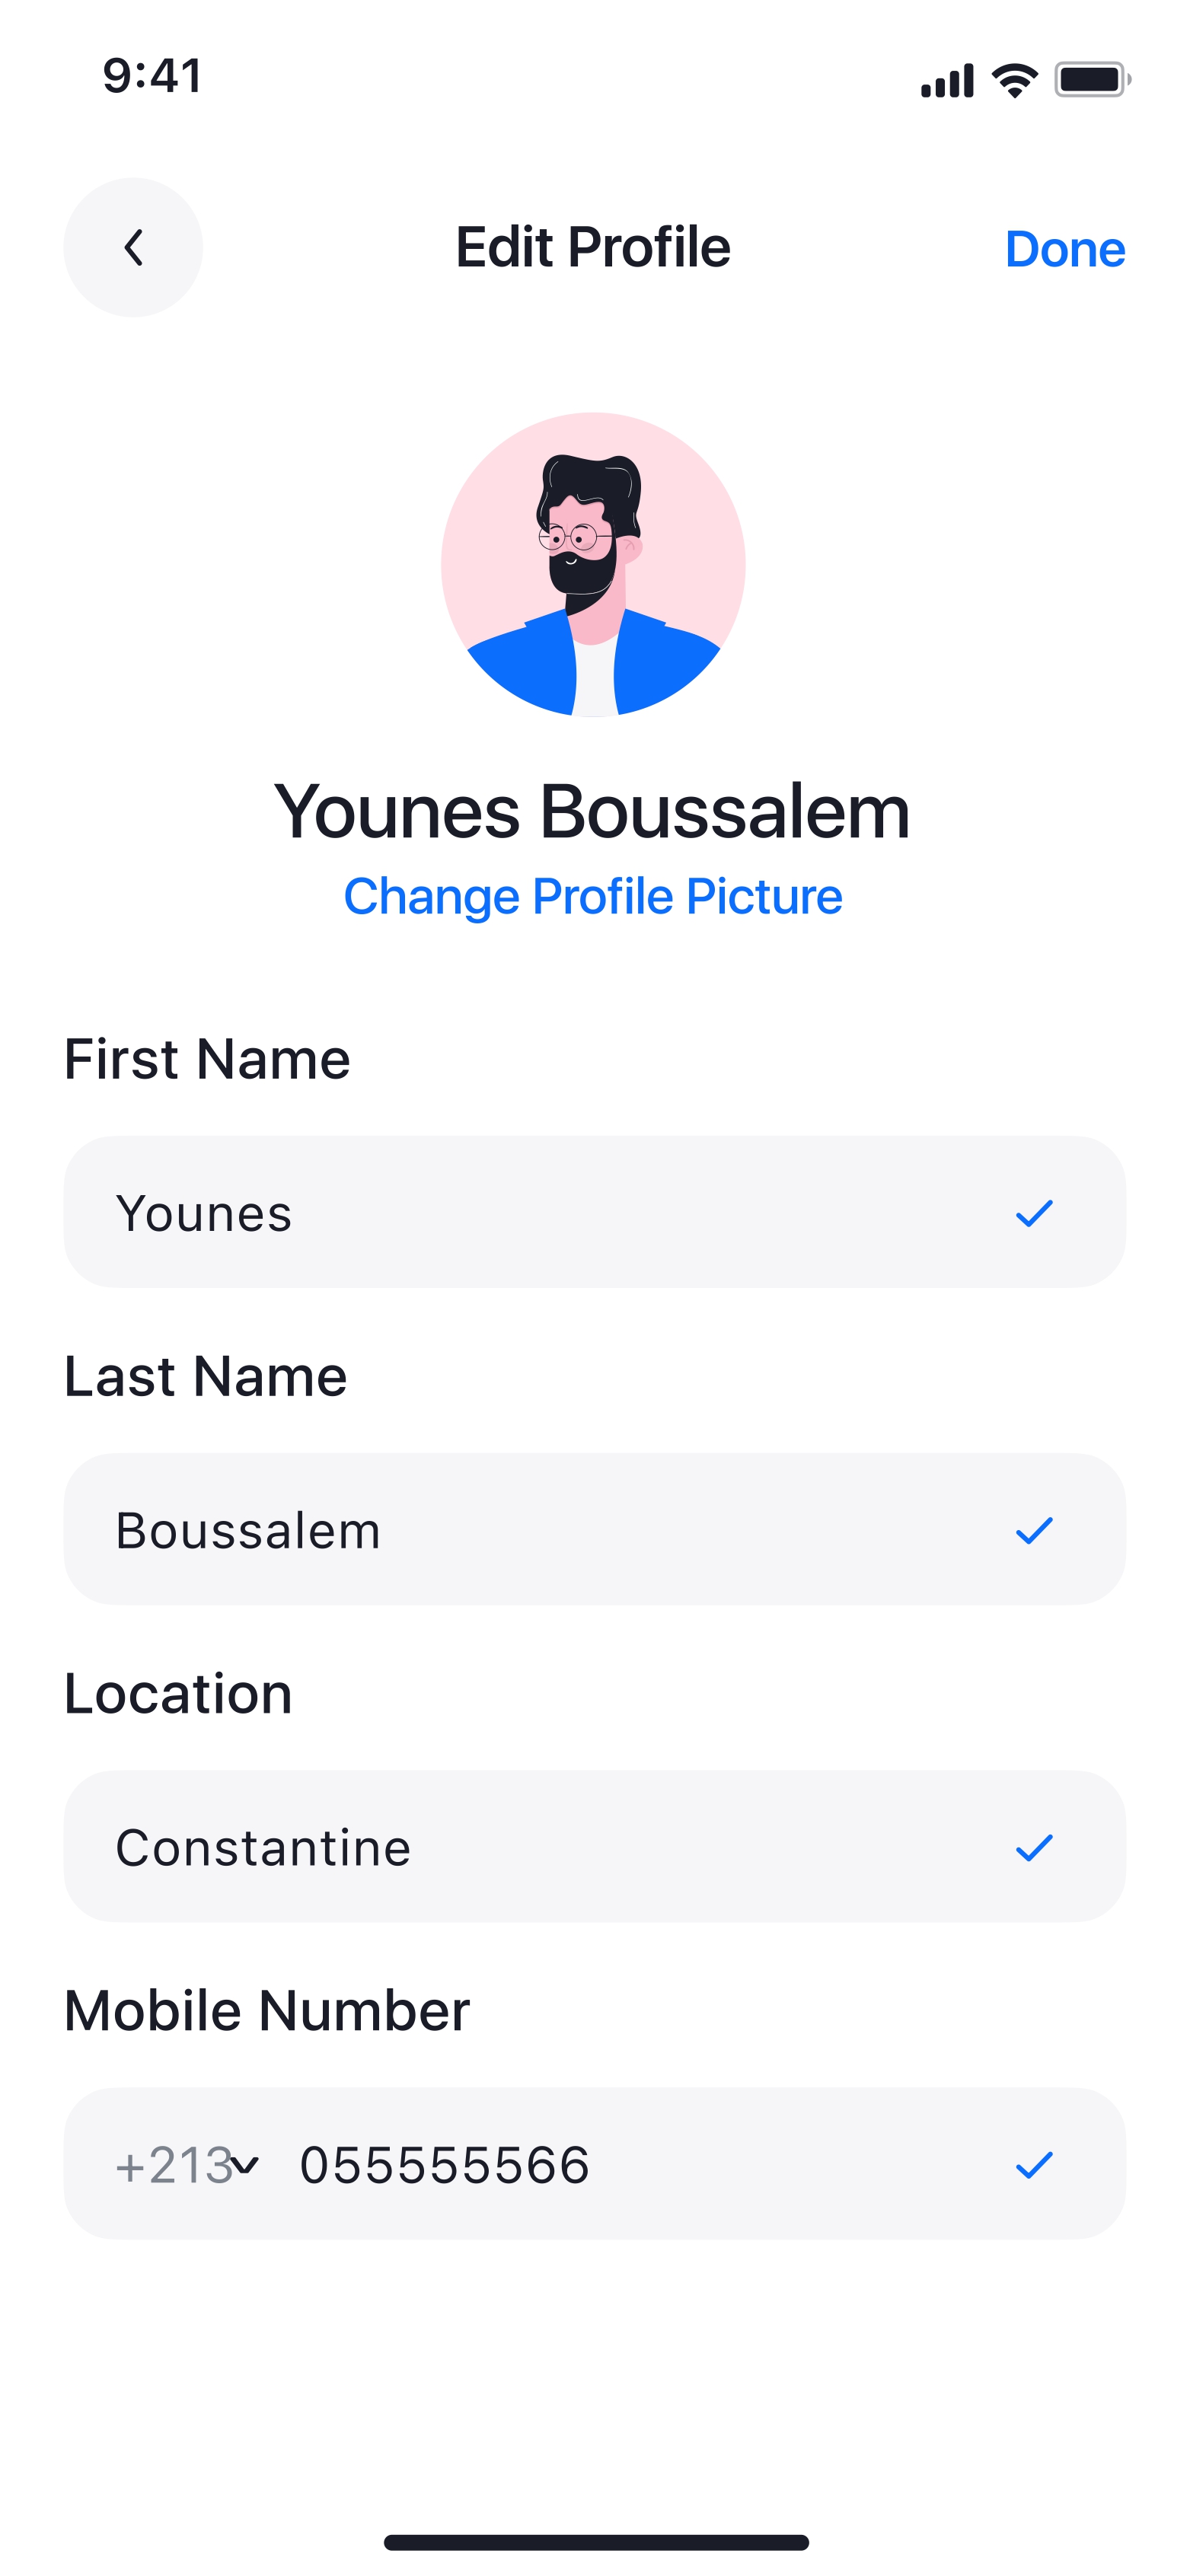 9:41
Edit Profile
Done
Younes Boussalem
Change Profile Picture
First Name
Younes
Last Name
Boussalem
Location
Constantine
Mobile Number
+213 055555566